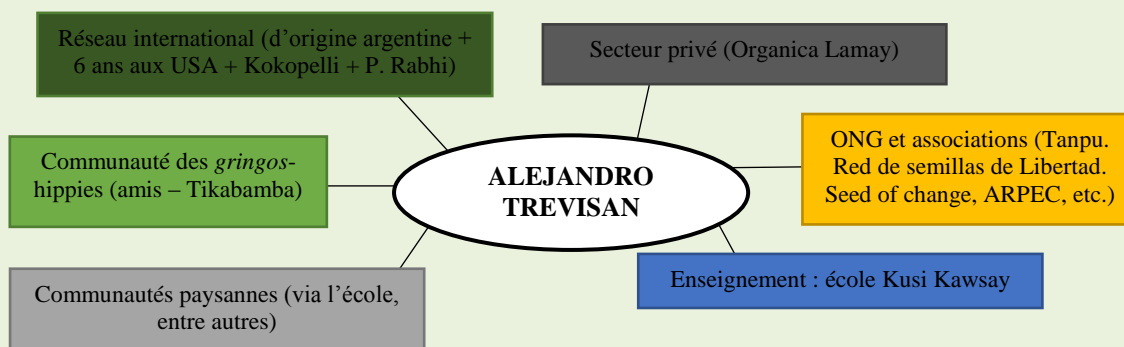 Réseau international (d’origine argentine +
6 ans aux USA + Kokopelli + P. Rabhi)
Secteur privé (Organica Lamay)
Communauté des gringos-
hippies (amis – Tikabamba)
ALEJANDRO
TREVISAN
ONG et associations (Tanpu.
Red de semillas de Libertad.
Seed of change, ARPEC, etc.)
Communautés paysannes (via l’école,
entre autres)
Enseignement : école Kusi Kawsay